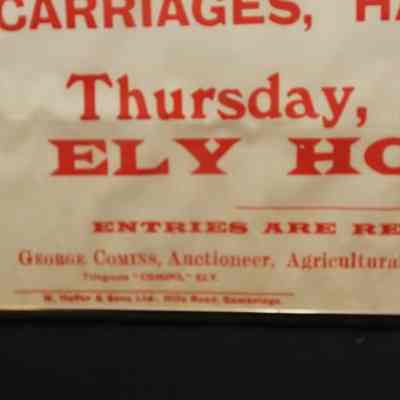 CARRIAGES, HA
Thursday,
ELY HO
ENTRIES ARE RE
George Comins, Auctioneer, Agricultural
Telegrams "COMINS," ELY.
W. Heffer & Sons Ltd., Hills Road, Cambridge.